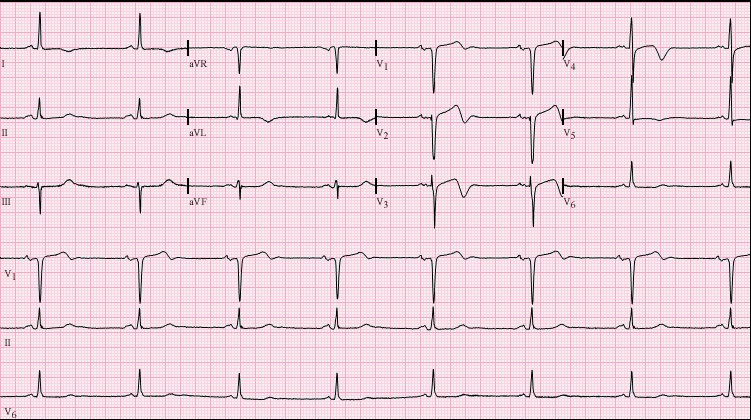 I aVR V1 V4
II aVL V2 V5
III aVF V3 V6
V1
II
V6